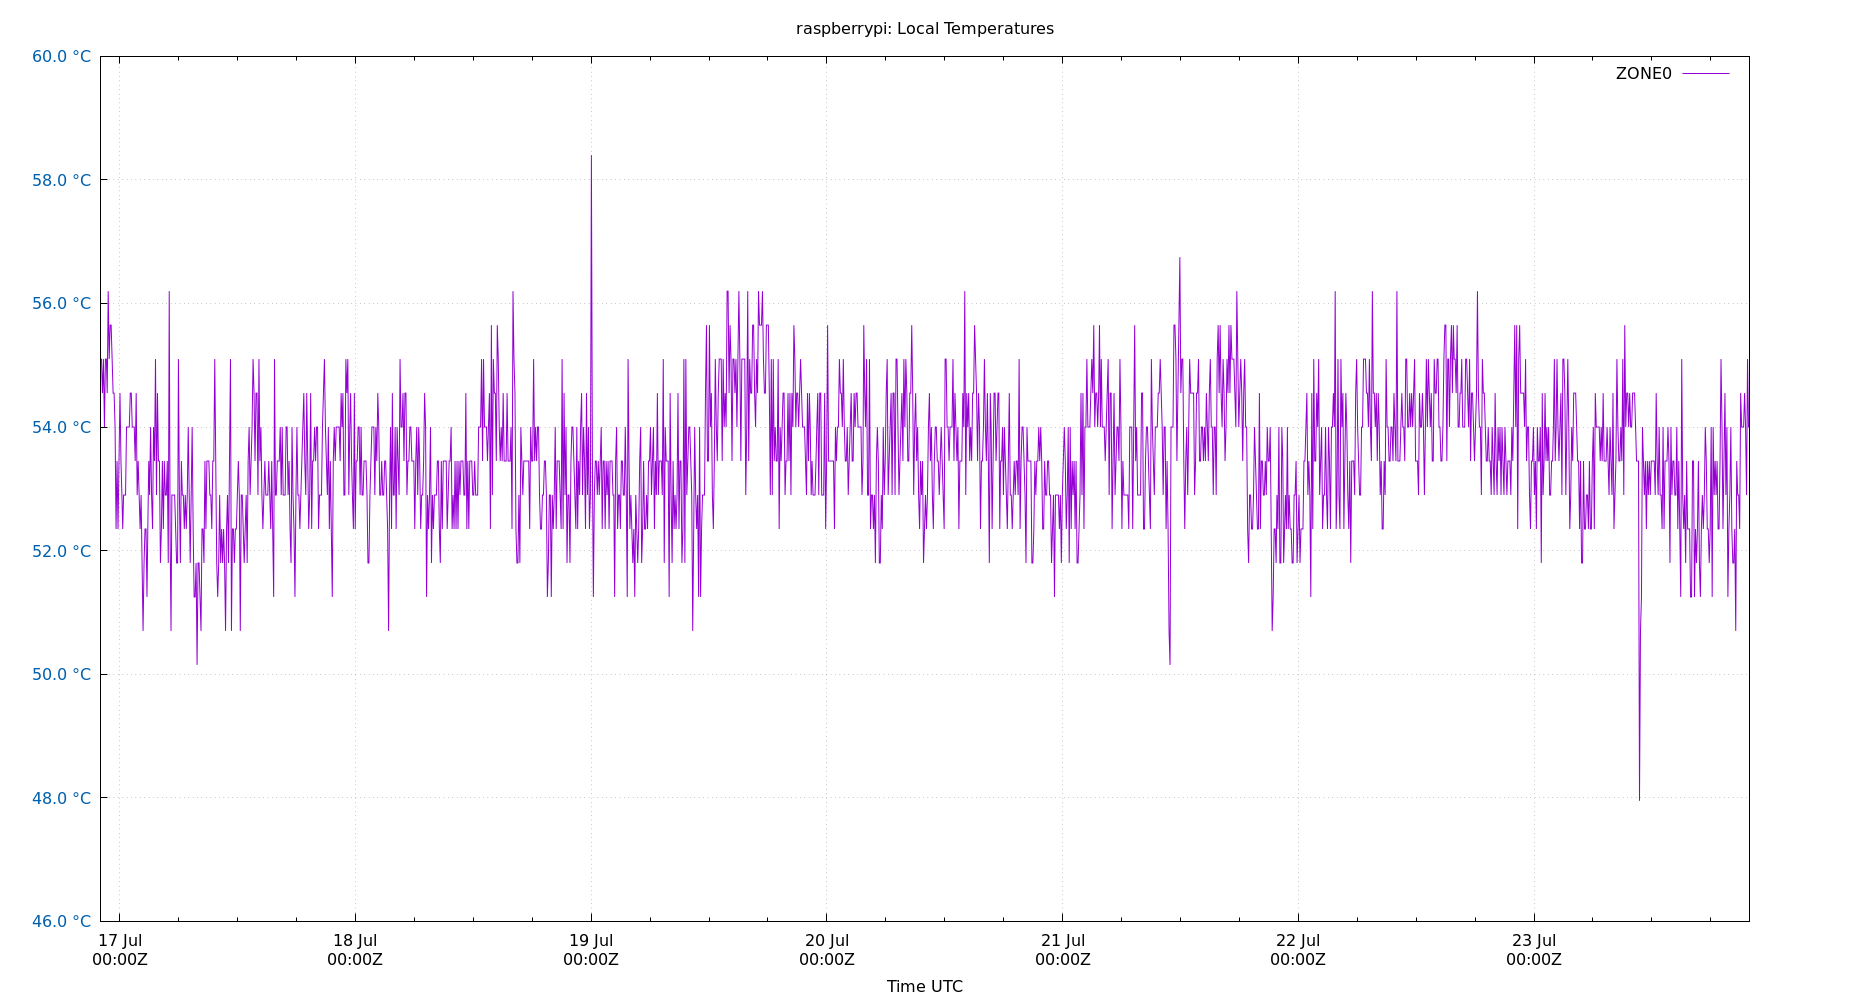 raspberrypi: Local Temperatures
60.0 °C
ZONE0
58.0 °C
56.0 °C
54.0 °C
52.0 °C
50.0 °C
48.0 °C
46.0 °C
17 Jul 18 Jul 19 Jul 20 Jul 21 Jul 22 Jul 23 Jul
00:00Z 00:00Z 00:00Z 00:00Z 00:00Z 00:00Z 00:00Z
Time UTC